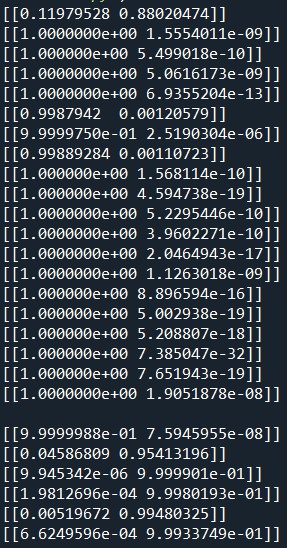 [[0.11979528 0.88020474]]
[[1.0000000e+00 1.5554011e-09]]
[[1.000000e+00 5.499018e-10]]
[[1.0000000e+00 5.0616173e-09]]
[[1.0000000e+00 6.9355204e-13]]
[[0.9987942  0.00120579]]
[[9.9999750e-01 2.5190304e-06]]
[[0.99889284 0.00110723]]
[[1.000000e+00 1.568114e-10]]
[[1.000000e+00 4.594738e-19]]
[[1.0000000e+00 5.2295446e-10]]
[[1.0000000e+00 3.9602271e-10]]
[[1.0000000e+00 2.0464943e-17]]
[[1.0000000e+00 1.1263018e-09]]
[[1.000000e+00 8.896594e-16]]
[[1.000000e+00 5.002938e-19]]
[[1.000000e+00 5.208807e-18]]
[[1.000000e+00 7.385047e-32]]
[[1.000000e+00 7.651943e-19]]
[[1.0000000e+00 1.9051878e-08]]
[[9.9999988e-01 7.5945955e-08]]
[[0.04586809 0.95413196]]
[[9.945342e-06 9.999901e-01]]
[[1.9812696e-04 9.9980193e-01]]
[[0.00519672 0.99480325]]
[[6.6249596e-04 9.9933749e-01]]